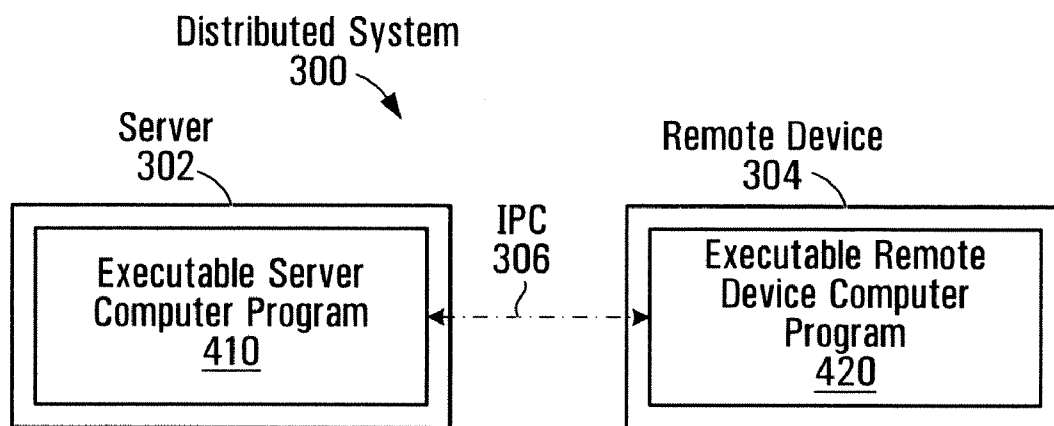 Distributed System
300
Server
302
Remote Device
304
IPC
306
Executable Server
Computer Program
410
Executable Remote
Device Computer
Program
420